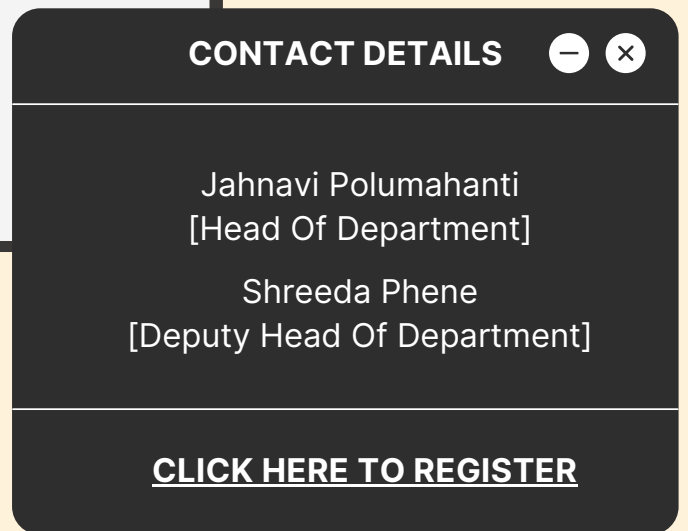 CONTACT DETAILS
Jahnavi Polumahanti
[Head Of Department]
Shreeda Phene
[Deputy Head Of Department]
CLICK HERE TO REGISTER